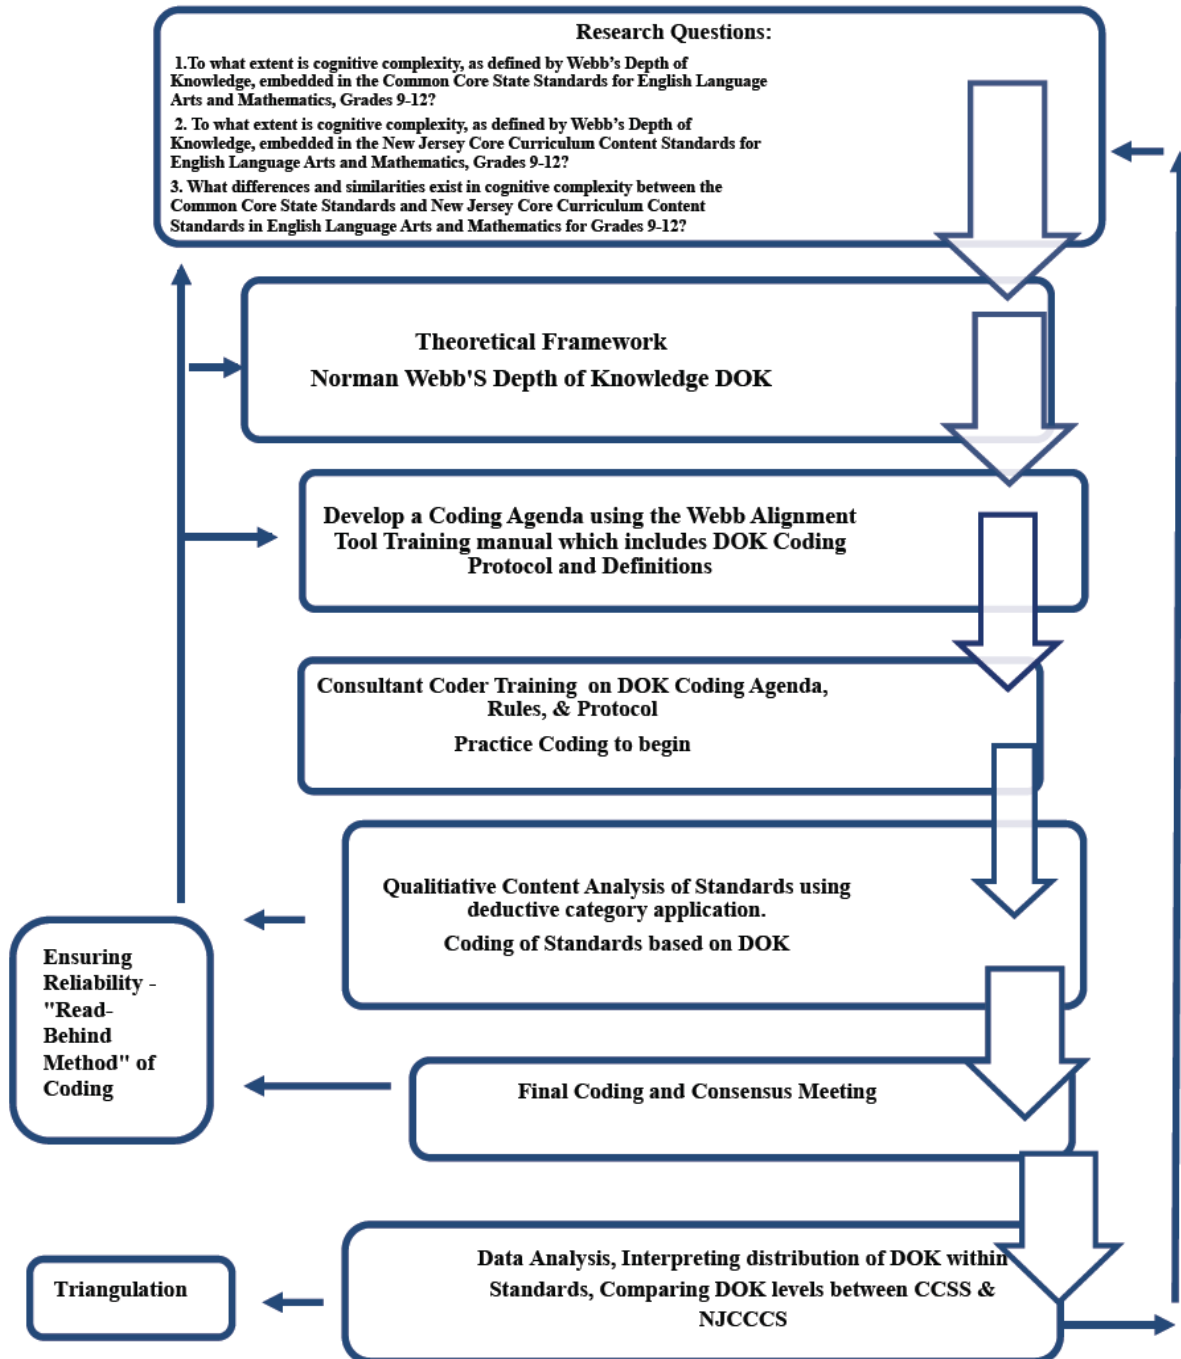 Research Questions:
1.To what extent is cognitive complexity, as defined by Webb's Depth of
Knowledge, embedded in the Common Core State Standards for English Language
Arts and Mathematics, Grades 9-12?
2. To what extent is cognitive complexity, as defined by Webb's Depth of
Knowledge, embedded in the New Jersey Core Curriculum Content Standards for
English Language Arts and Mathematics, Grades 9-12?
3. What differences and similarities exist in cognitive complexity between the
Common Core State Standards and New Jersey Core Curriculum Content
Standards in English Language Arts and Mathematics for Grades 9-12?
Theoretical Framework
Norman Webb'S Depth of Knowledge DOK
Develop a Coding Agenda using the Webb Alignment
Tool Training manual which includes DOK Coding
Protocol and Definitions
Consultant Coder Training on DOK Coding Agenda,
Rules, & Protocol
Practice Coding to begin
Qualitiative Content Analysis of Standards using
deductive category application.
Coding of Standards based on DOK
Ensuring
Reliability -
"Read-
Behind
Method" of
Coding
Final Coding and Consensus Meeting
Data Analysis, Interpreting distribution of DOK within
Standards, Comparing DOK levels between CCSS &
NJCCCS
Triangulation